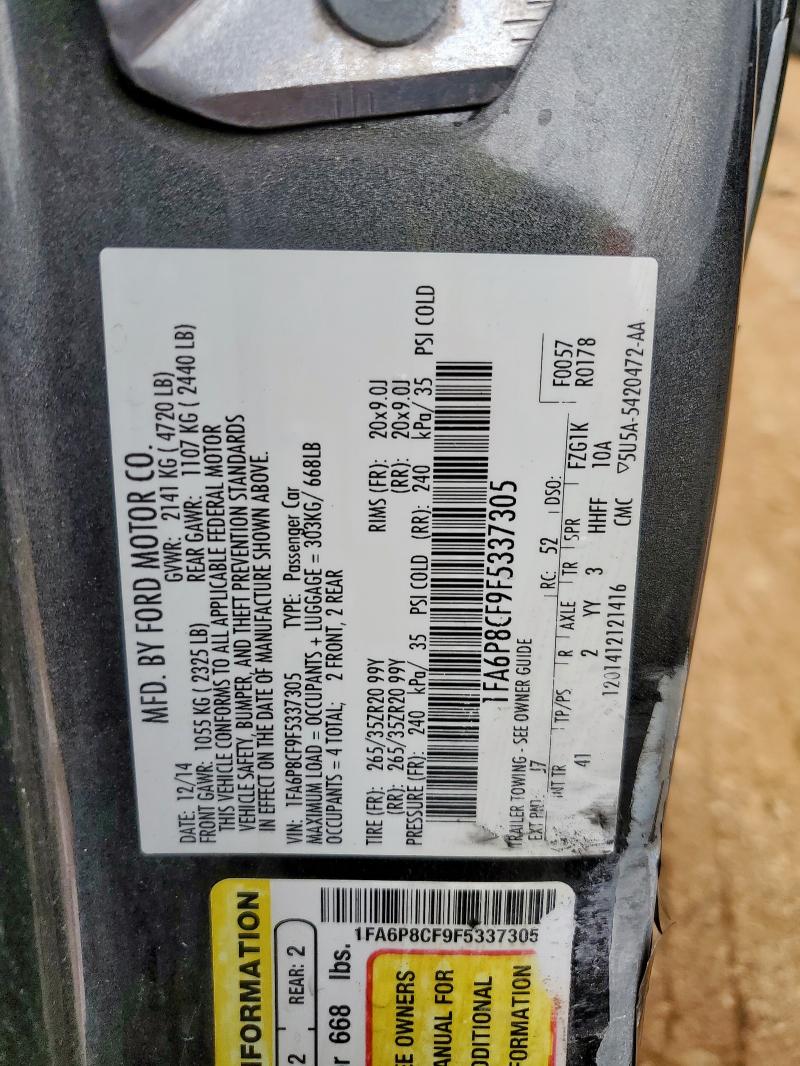 MFD. BY FORD MOTOR CO.
DATE: 12/14 GVWR: 2141 KG ( 4720 LB)
FRONT GAWR: 1055 KG ( 2325 LB) REAR GAWR: 1107 KG ( 2440 LB)
THIS VEHICLE CONFORMS TO ALL APPLICABLE FEDERAL MOTOR
VEHICLE SAFETY, BUMPER, AND THEFT PREVENTION STANDARDS
IN EFFECT ON THE DATE OF MANUFACTURE SHOWN ABOVE.
VIN: 1FA6P8CF9F5337305 TYPE: Passenger Car
MAXIMUM LOAD = OCCUPANTS + LUGGAGE = 303KG/ 668LB
OCCUPANTS = 4 TOTAL; 2 FRONT, 2 REAR
TIRE (FR): 265/35ZR20 99Y RIMS (FR): 20x9.0J
(RR): 265/35ZR20 99Y (RR): 20x9.0J
PRESSURE (FR): 240 kPa/ 35 PSI COLD (RR): 240 kPa/ 35 PSI COLD
1FA6P8CF9F5337305
TRAILER TOWING - SEE OWNER GUIDE
EXT PNT: J7 RC: 52 DSO: F0057
R0178
INT TR TP/PS R AXLE TR SPR FZG1K
41 2 YY 3 HHFF 10A
1201412121416 CMC ▽5U5A-5420472-AA
FORMATION
2 REAR: 2
r 668 lbs.
1FA6P8CF9F5337305
EE OWNERS
ANUAL FOR
DDITIONAL
FORMATION